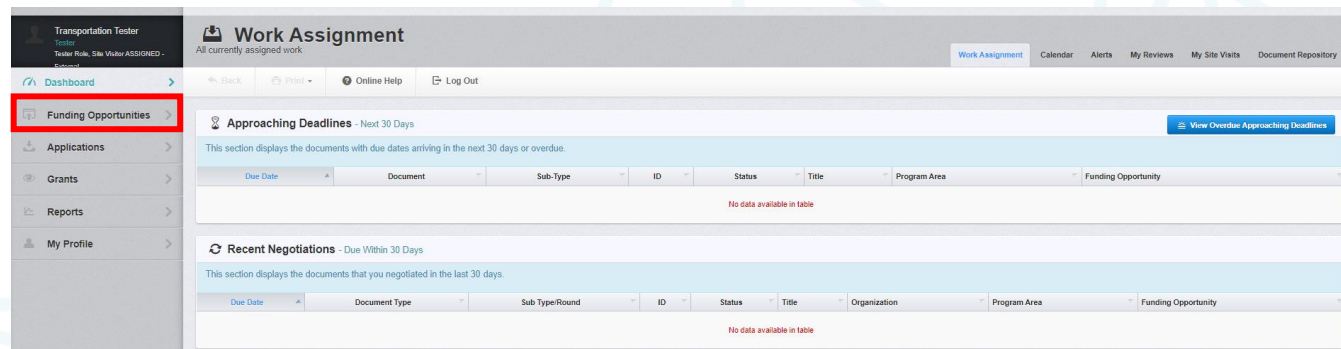 Transportation Tester
Tester
Tester Role, Site Visitor ASSIGNED -
External
Dashboard
Funding Opportunities
Applications
Grants
Reports
My Profile
Work Assignment
All currently assigned work
Work Assignment Calendar Alerts My Reviews My Site Visits Document Repository
Back Print Online Help Log Out
Approaching Deadlines - Next 30 Days
View Overdue Approaching Deadlines
This section displays the documents with due dates arriving in the next 30 days or overdue.
Due Date Document Sub-Type ID Status Title Program Area Funding Opportunity
No data available in table
Recent Negotiations - Due Within 30 Days
This section displays the documents that you negotiated in the last 30 days.
Due Date Document Type Sub Type/Round ID Status Title Organization Program Area Funding Opportunity
No data available in table